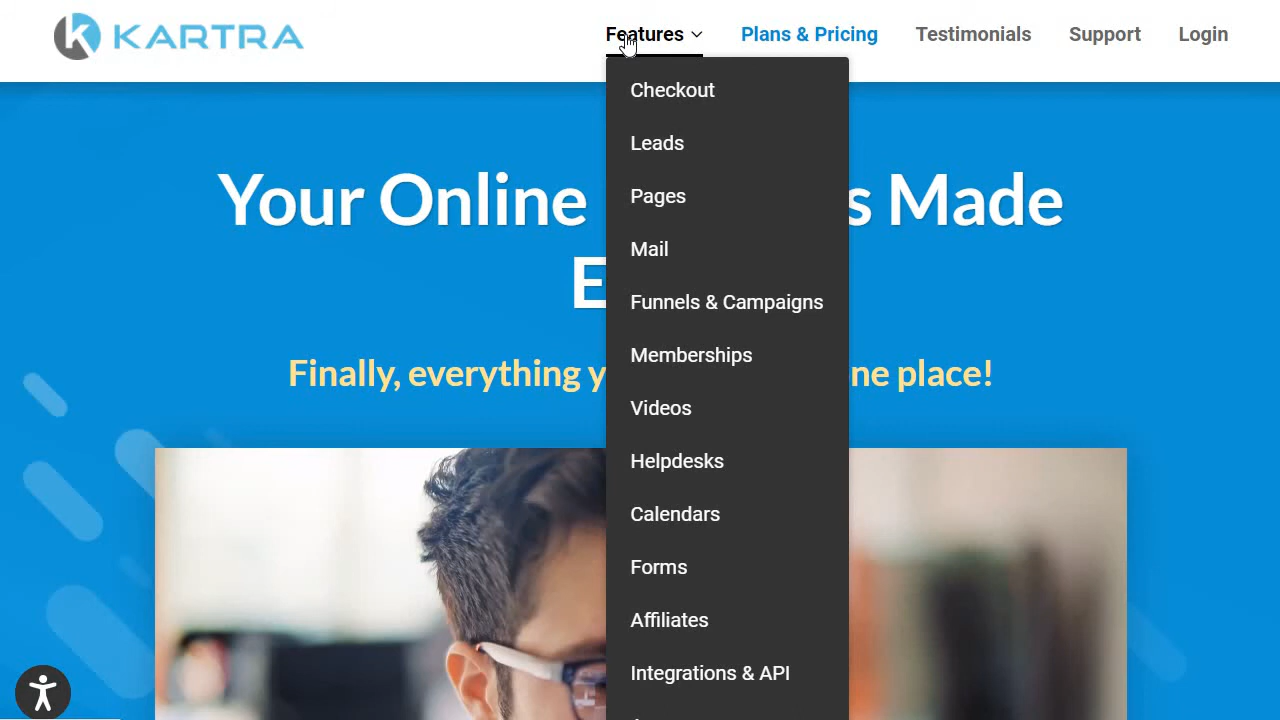 KARTRA
Features
Plans & Pricing
Testimonials
Support
Login
Checkout
Leads
Pages
Mail
Funnels & Campaigns
Memberships
Videos
Helpdesks
Calendars
Forms
Affiliates
Integrations & API
Your Online s Made
E
Finally, everything y ne place!